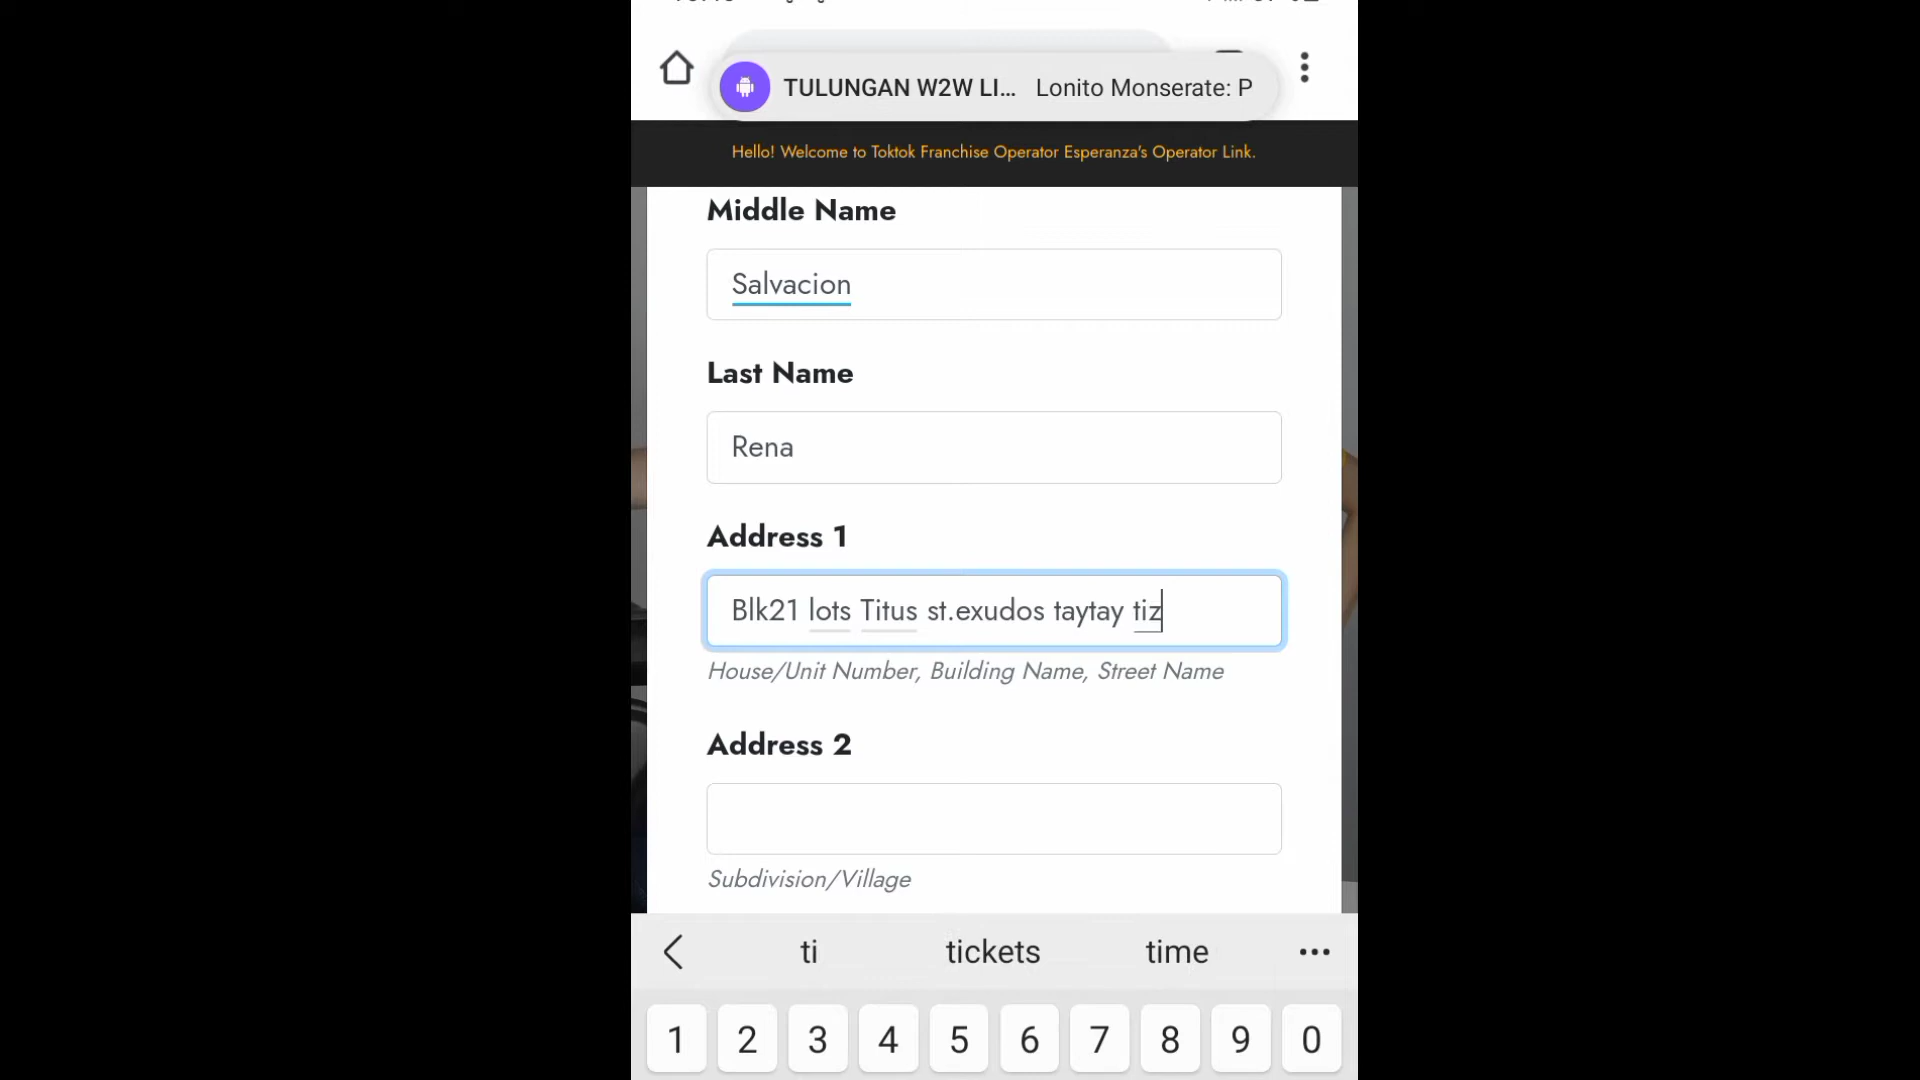 TULUNGAN W2W LI... Lonito Monserate: P
Hello! Welcome to Toktok Franchise Operator Esperanza's Operator Link.
Middle Name
Salvacion
Last Name
Rena
Address 1
Blk21 lots Titus st.exudos taytay tiz
House/Unit Number, Building Name, Street Name
Address 2
Subdivision/Village
ti tickets time
1 2 3 4 5 6 7 8 9 0